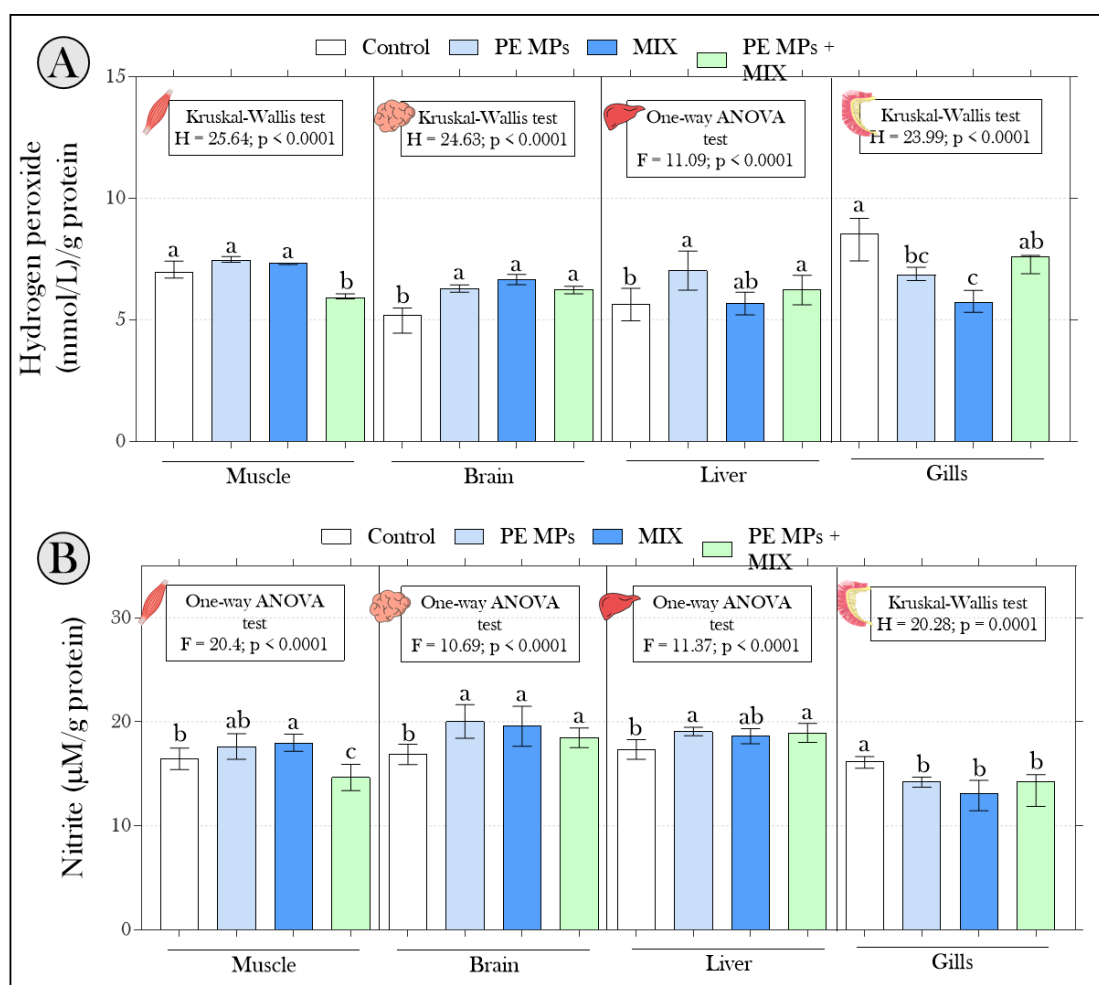 A
Control PE MPs MIX PE MPs +
MIX
Hydrogen peroxide
(mmol/L)/g protein
15
10
5
0
Kruskal-Wallis test
H = 25.64; p < 0.0001
Kruskal-Wallis test
H = 24.63; p < 0.0001
One-way ANOVA
test
F = 11.09; p < 0.0001
Kruskal-Wallis test
H = 23.99; p < 0.0001
a a a b
b a a a
b a ab a
a bc c ab
Muscle Brain Liver Gills
B
Control PE MPs MIX PE MPs +
MIX
Nitrite (µM/g protein)
30
20
10
0
One-way ANOVA
test
F = 20.4; p < 0.0001
One-way ANOVA
test
F = 10.69; p < 0.0001
One-way ANOVA
test
F = 11.37; p < 0.0001
Kruskal-Wallis test
H = 20.28; p = 0.0001
b ab a c
b a a a
b a ab a
a b b b
Muscle Brain Liver Gills